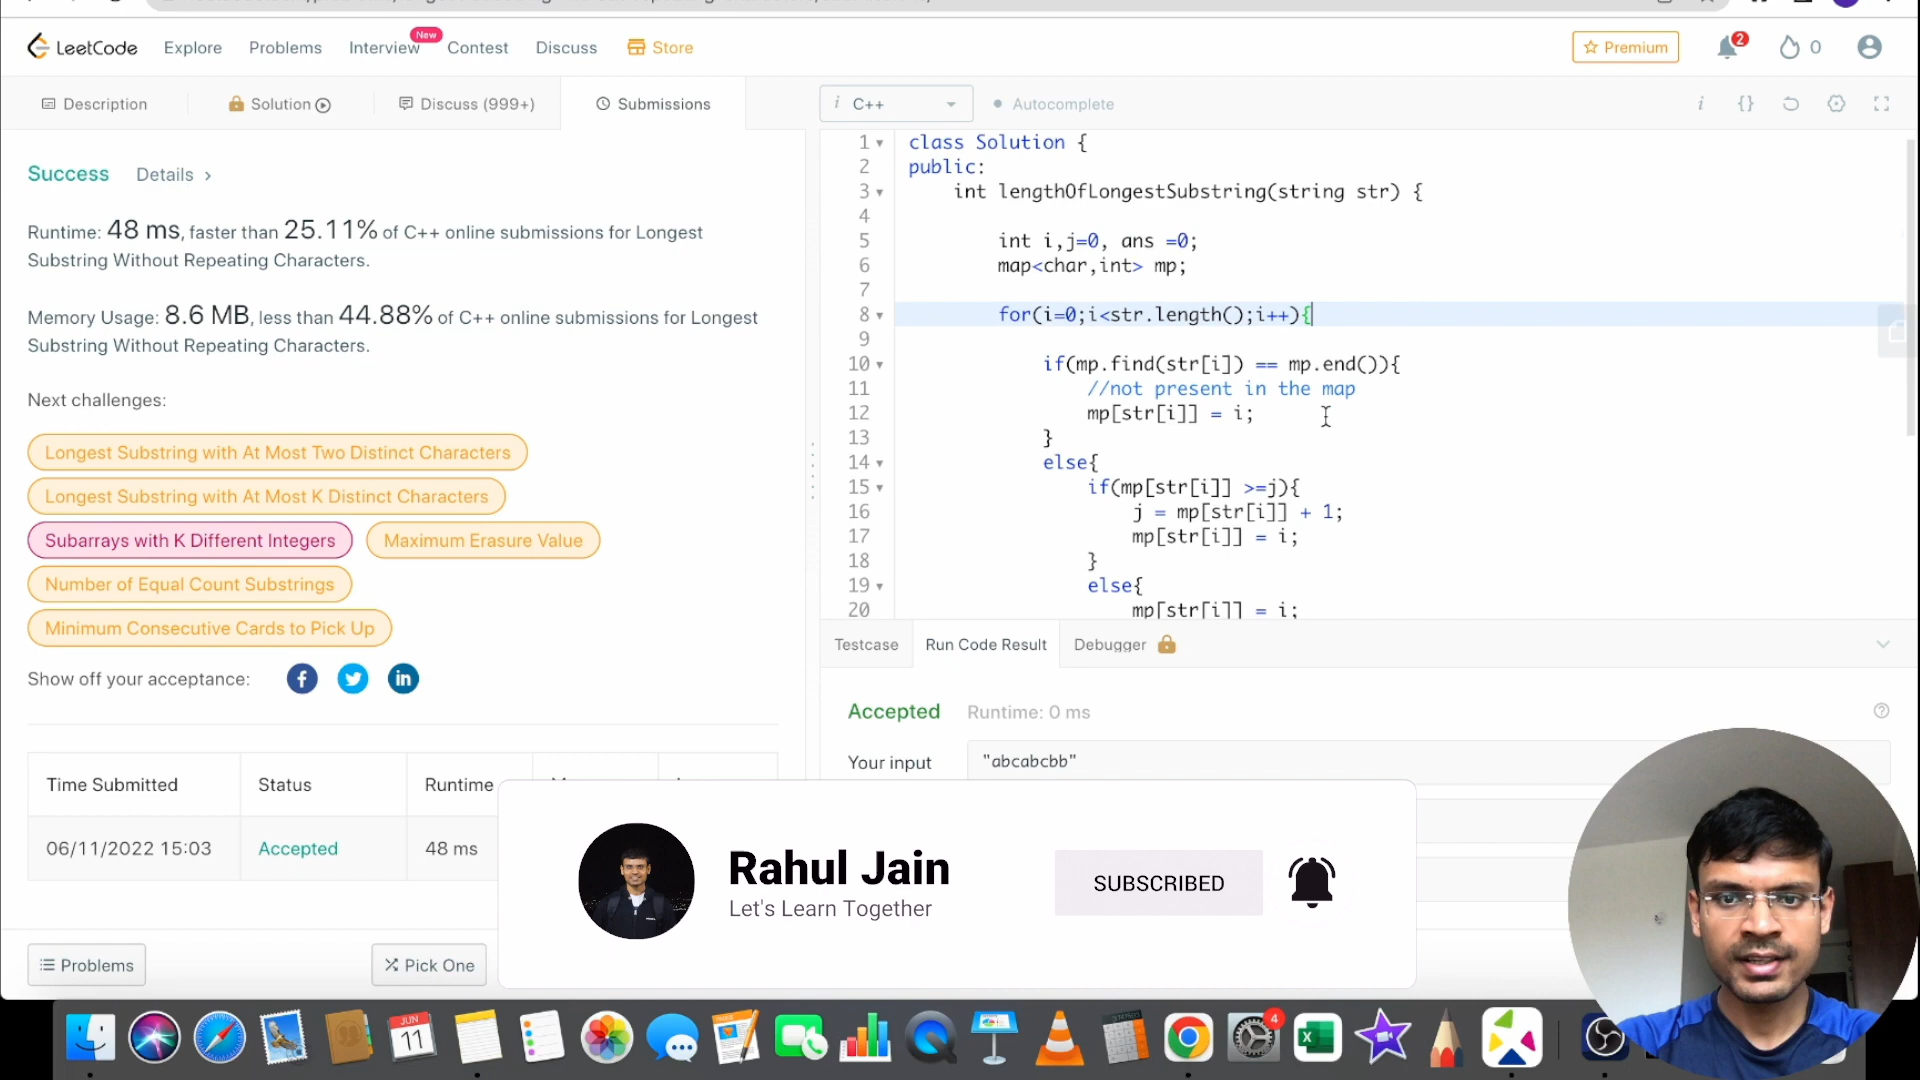 LeetCode
Explore
Problems
Interview
New
Contest
Discuss
Store
Premium
2
0
Description
Solution
Discuss (999+)
Submissions
i C++
Autocomplete
i {}
Success Details >
Runtime: 48 ms, faster than 25.11% of C++ online submissions for Longest
Substring Without Repeating Characters.
Memory Usage: 8.6 MB, less than 44.88% of C++ online submissions for Longest
Substring Without Repeating Characters.
Next challenges:
Longest Substring with At Most Two Distinct Characters
Longest Substring with At Most K Distinct Characters
Subarrays with K Different Integers
Maximum Erasure Value
Number of Equal Count Substrings
Minimum Consecutive Cards to Pick Up
Show off your acceptance:
Time Submitted
Status
Runtime
06/11/2022 15:03
Accepted
48 ms
Problems
Pick One
1 class Solution {
2 public:
3 int lengthOfLongestSubstring(string str) {
4
5 int i,j=0, ans =0;
6 map<char,int> mp;
7
8 for(i=0;i<str.length();i++){
9
10 if(mp.find(str[i]) == mp.end()){
11 //not present in the map
12 mp[str[i]] = i;
13 }
14 else{
15 if(mp[str[i]] >=j){
16 j = mp[str[i]] + 1;
17 mp[str[i]] = i;
18 }
19 else{
20 mp[str[i]] = i;
Testcase
Run Code Result
Debugger
Accepted Runtime: 0 ms
Your input
"abcabcbb"
Rahul Jain
Let's Learn Together
SUBSCRIBED
JUN
11
4